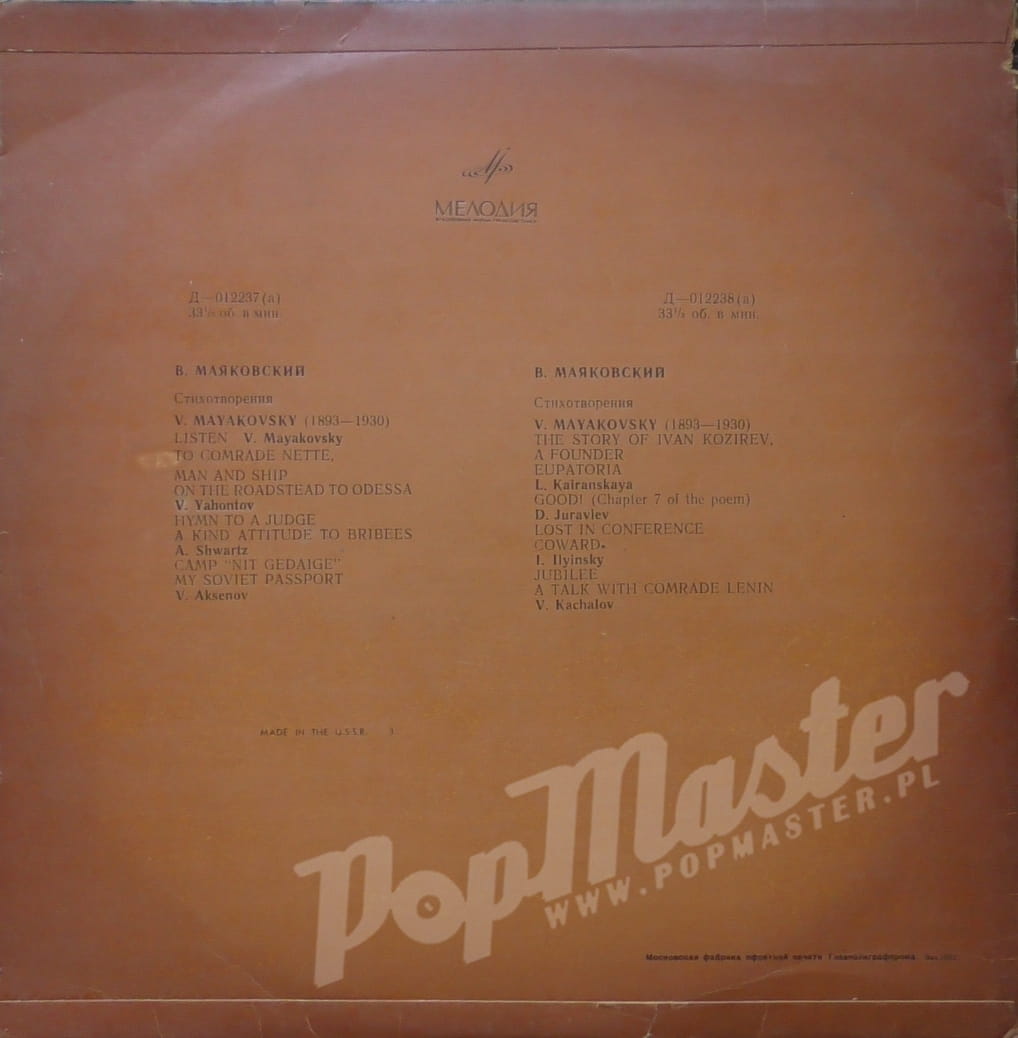 МЕЛОДИЯ
Д—012237(а)
33⅓ об. в мин.
В. МАЯКОВСКИЙ
Стихотворения
V. MAYAKOVSKY (1893—1930)
LISTEN V. Mayakovsky
TO COMRADE NETTE,
MAN AND SHIP
ON THE ROADSTEAD TO ODESSA
V. Yahontov
HYMN TO A JUDGE
A KIND ATTITUDE TO BRIBEES
A. Shwartz
CAMP "NIT GEDAIGE"
MY SOVIET PASSPORT
V. Aksenov
Д—012238(а)
33⅓ об. в мин.
В. МАЯКОВСКИЙ
Стихотворения
V. MAYAKOVSKY (1893—1930)
THE STORY OF IVAN KOZIREV,
A FOUNDER
EUPATORIA
L. Kairanskaya
GOOD! (Chapter 7 of the poem)
D. Juravlev
LOST IN CONFERENCE
COWARD.
I. Ilyinsky
JUBILEE
A TALK WITH COMRADE LENIN
V. Kachalov
MADE IN THE U.S.S.R. 3
PopMaster
WWW.POPMASTER.PL
Московская фабрика офсетной печати Главполиграфпрома